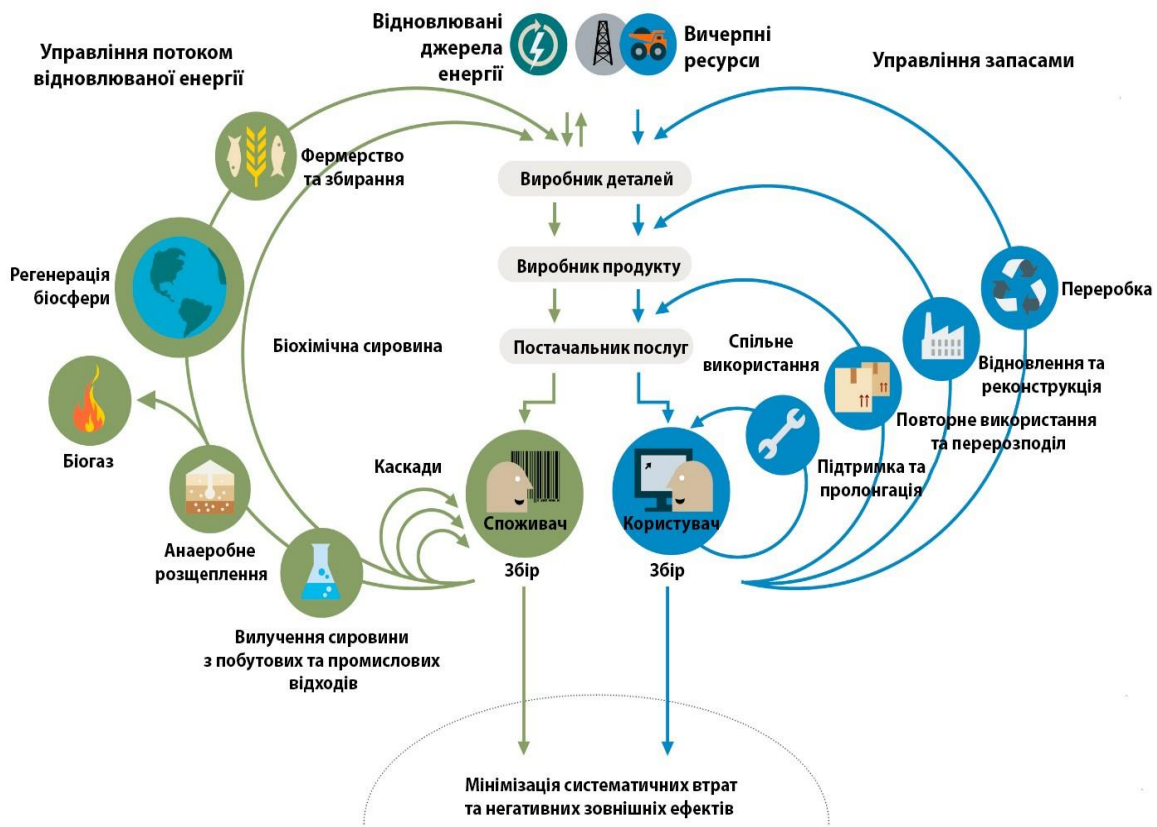 Управління потоком
відновлюваної енергії
Відновлювані
джерела
енергії
Вичерпні
ресурси
Управління запасами
Фермерство
та збирання
Виробник деталей
Регенерація
біосфери
Виробник продукту
Переробка
Біохімічна сировина
Постачальник послуг
Спільне
використання
Відновлення та
реконструкція
Повторне використання
та перерозподіл
Біогаз
Каскади
Підтримка та
пролонгація
Споживач
Користувач
Анаеробне
розщеплення
Збір
Збір
Вилучення сировини
з побутових та промислових
відходів
Мінімізація систематичних втрат
та негативних зовнішніх ефектів